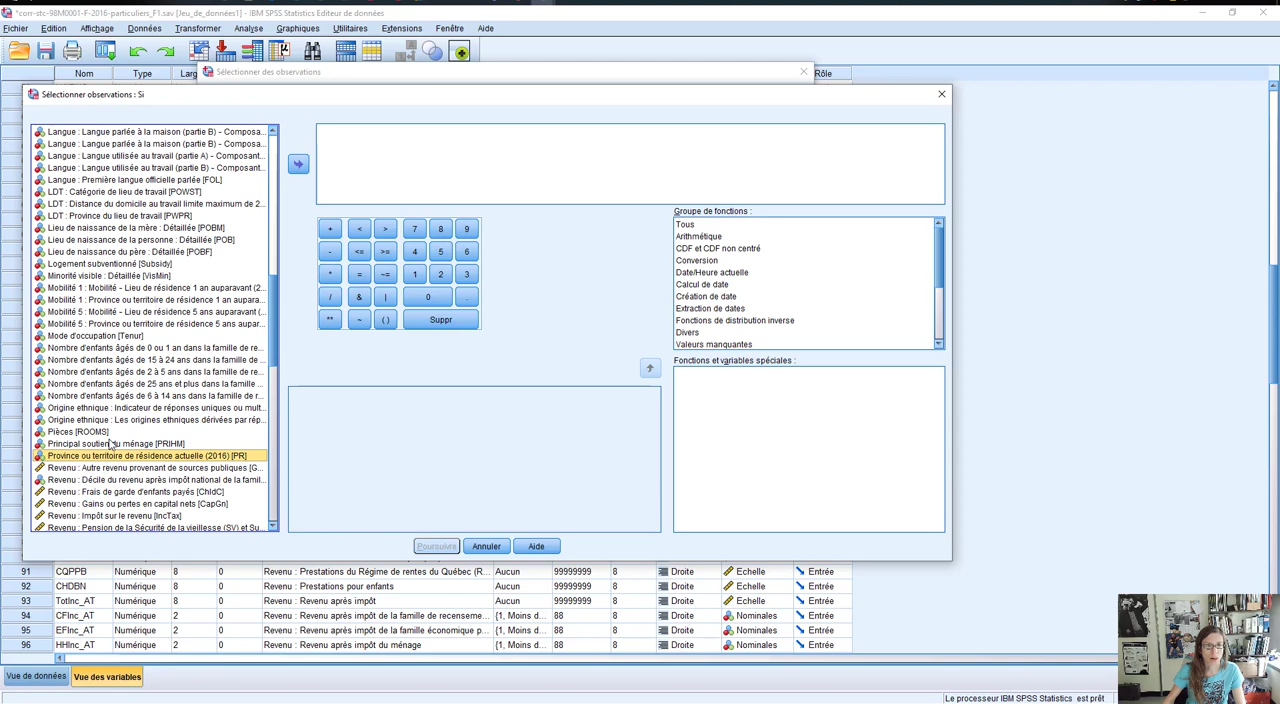 *corr-stc-98M0001-F-2016-particuliers_F1.sav [Jeu_de_données1] - IBM SPSS Statistics Editeur de données
Fichier Edition Affichage Données Transformer Analyse Graphiques Utilitaires Extensions Fenêtre Aide
Sélectionner des observations
Nom Type Larg Rôle
Sélectionner observations : Si
Langue : Langue parlée à la maison (partie B) - Composa...
Langue : Langue parlée à la maison (partie B) - Composa...
Langue : Langue utilisée au travail (partie A) - Composant...
Langue : Langue utilisée au travail (partie B) - Composant...
Langue : Première langue officielle parlée [FOL]
LDT : Catégorie de lieu de travail [POWST]
LDT : Distance du domicile au travail limite maximum de 2...
LDT : Province du lieu de travail [PWPR]
Lieu de naissance de la mère : Détaillée [POBM]
Lieu de naissance de la personne : Détaillée [POB]
Lieu de naissance du père : Détaillée [POBF]
Logement subventionné [Subsidy]
Minorité visible : Détaillée [VisMin]
Mobilité 1 : Mobilité - Lieu de résidence 1 an auparavant (2...
Mobilité 1 : Province ou territoire de résidence 1 an aupara...
Mobilité 5 : Mobilité - Lieu de résidence 5 ans auparavant (...
Mobilité 5 : Province ou territoire de résidence 5 ans aupar...
Mode d'occupation [Tenur]
Nombre d'enfants âgés de 0 ou 1 an dans la famille de re...
Nombre d'enfants âgés de 15 à 24 ans dans la famille de ...
Nombre d'enfants âgés de 2 à 5 ans dans la famille de re...
Nombre d'enfants âgés de 25 ans et plus dans la famille ...
Nombre d'enfants âgés de 6 à 14 ans dans la famille de r...
Origine ethnique : Indicateur de réponses uniques ou mult...
Origine ethnique : Les origines ethniques dérivées par rép...
Pièces [ROOMS]
Principal soutien du ménage [PRIHM]
Province ou territoire de résidence actuelle (2016) [PR]
Revenu : Autre revenu provenant de sources publiques [G...
Revenu : Décile du revenu après impôt national de la famil...
Revenu : Frais de garde d'enfants payés [ChldC]
Revenu : Gains ou pertes en capital nets [CapGn]
Revenu : Impôt sur le revenu [IncTax]
Revenu : Pension de la Sécurité de la vieillesse (SV) et Su...
+ < > 7 8 9
- <= >= 4 5 6
* = ~= 1 2 3
/ & | 0 .
** ~ ( ) Suppr
Groupe de fonctions :
Tous
Arithmétique
CDF et CDF non centré
Conversion
Date/Heure actuelle
Calcul de date
Création de date
Extraction de dates
Fonctions de distribution inverse
Divers
Valeurs manquantes
Fonctions et variables spéciales :
Poursuivre Annuler Aide
91 CQPPB Numérique 8 0 Revenu : Prestations du Régime de rentes du Québec (R... Aucun 99999999 8 Droite Echelle Entrée
92 CHDBN Numérique 8 0 Revenu : Prestations pour enfants Aucun 99999999 8 Droite Echelle Entrée
93 TotInc_AT Numérique 8 0 Revenu : Revenu après impôt Aucun 99999999 8 Droite Echelle Entrée
94 CFInc_AT Numérique 2 0 Revenu : Revenu après impôt de la famille de recenseme... {1, Moins d... 88 8 Droite Nominales Entrée
95 EFInc_AT Numérique 2 0 Revenu : Revenu après impôt de la famille économique p... {1, Moins d... 88 8 Droite Nominales Entrée
96 HHInc_AT Numérique 2 0 Revenu : Revenu après impôt du ménage {1, Moins d... 88 8 Droite Nominales Entrée
Vue de données Vue des variables
Le processeur IBM SPSS Statistics est prêt